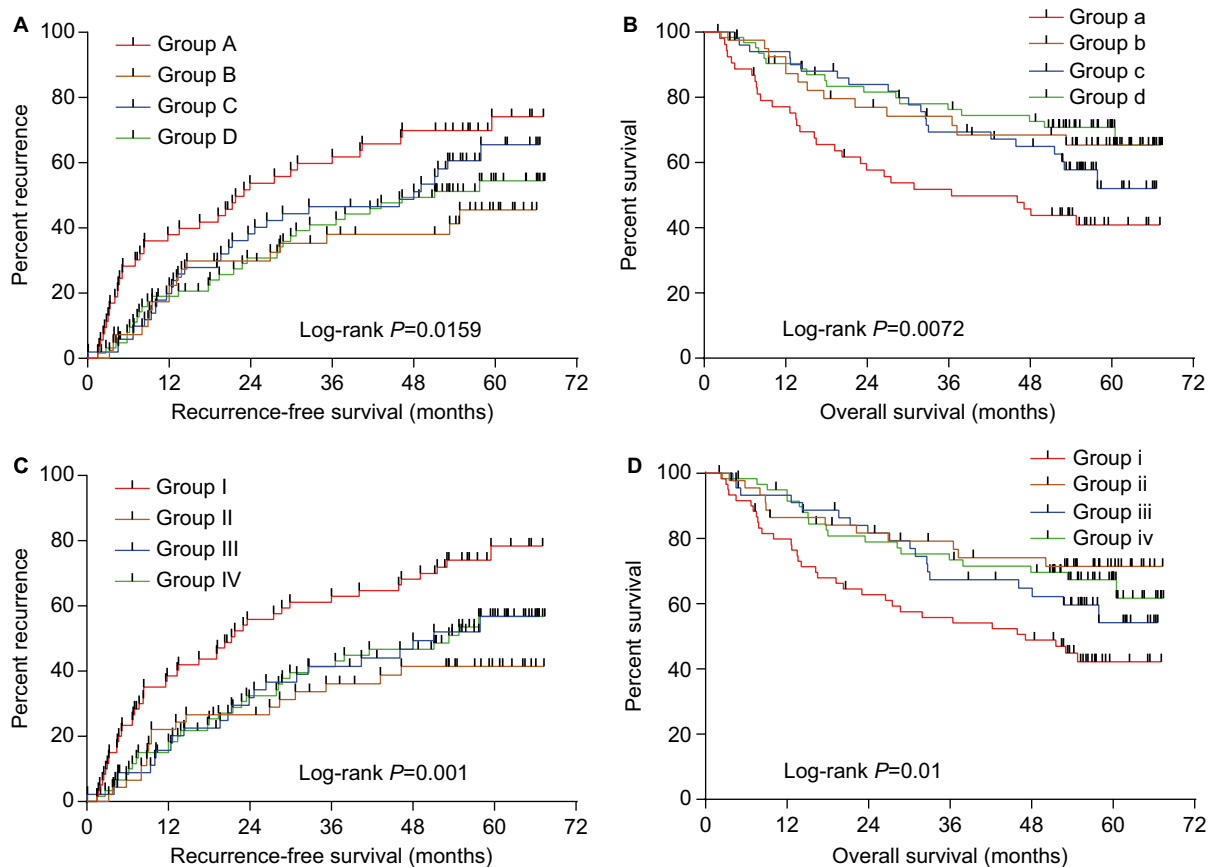 A
Percent recurrence
100
80
60
40
20
0
0 12 24 36 48 60 72
Recurrence-free survival (months)
Group A
Group B
Group C
Group D
Log-rank P=0.0159
B
Percent survival
100
80
60
40
20
0
0 12 24 36 48 60 72
Overall survival (months)
Group a
Group b
Group c
Group d
Log-rank P=0.0072
C
Percent recurrence
100
80
60
40
20
0
0 12 24 36 48 60 72
Recurrence-free survival (months)
Group I
Group II
Group III
Group IV
Log-rank P=0.001
D
Percent survival
100
80
60
40
20
0
0 12 24 36 48 60 72
Overall survival (months)
Group i
Group ii
Group iii
Group iv
Log-rank P=0.01